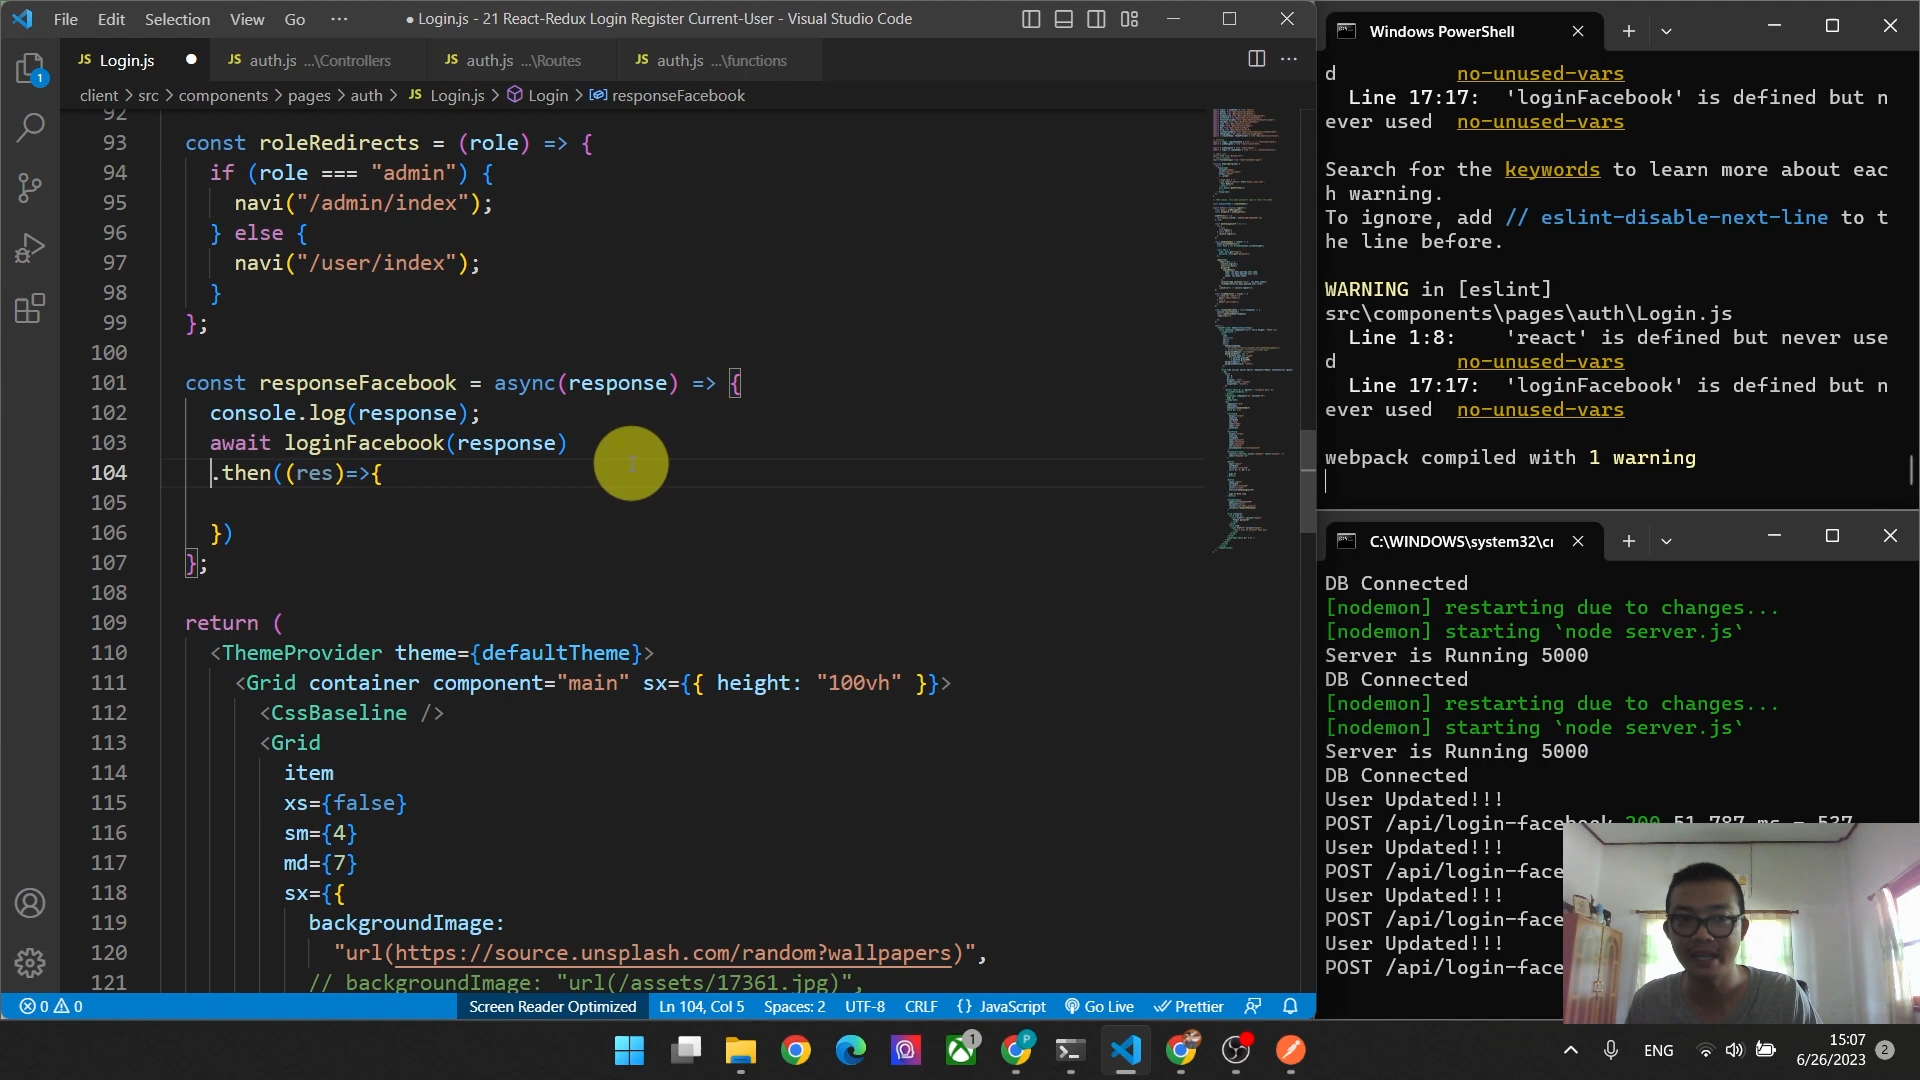 File Edit Selection View Go ··· ● Login.js - 21 React-Redux Login Register Current-User - Visual Studio Code
JS Login.js ● JS auth.js ...\Controllers JS auth.js ...\Routes JS auth.js ...\functions
client > src > components > pages > auth > JS Login.js > Login > responseFacebook
92
93 const roleRedirects = (role) => {
94 if (role === "admin") {
95 navi("/admin/index");
96 } else {
97 navi("/user/index");
98 }
99 };
100
101 const responseFacebook = async(response) => {
102 console.log(response);
103 await loginFacebook(response)
104 .then((res)=>{
105
106 })
107 };
108
109 return (
110 <ThemeProvider theme={defaultTheme}>
111 <Grid container component="main" sx={{ height: "100vh" }}>
112 <CssBaseline />
113 <Grid
114 item
115 xs={false}
116 sm={4}
117 md={7}
118 sx={{
119 backgroundImage:
120 "url(https://source.unsplash.com/random?wallpapers)",
121 // backgroundImage: "url(/assets/17361.jpg)",
0 0 Screen Reader Optimized Ln 104, Col 5 Spaces: 2 UTF-8 CRLF {} JavaScript Go Live Prettier
1
Windows PowerShell
d no-unused-vars
Line 17:17: 'loginFacebook' is defined but n
ever used no-unused-vars
Search for the keywords to learn more about eac
h warning.
To ignore, add // eslint-disable-next-line to t
he line before.
WARNING in [eslint]
src\components\pages\auth\Login.js
Line 1:8: 'react' is defined but never use
d no-unused-vars
Line 17:17: 'loginFacebook' is defined but n
ever used no-unused-vars
webpack compiled with 1 warning
C:\WINDOWS\system32\cr
DB Connected
[nodemon] restarting due to changes...
[nodemon] starting `node server.js`
Server is Running 5000
DB Connected
[nodemon] restarting due to changes...
[nodemon] starting `node server.js`
Server is Running 5000
DB Connected
User Updated!!!
POST /api/login-facebook 200 51.787 ms - 537
User Updated!!!
POST /api/login-face
User Updated!!!
POST /api/login-face
User Updated!!!
POST /api/login-face
1 P ENG 15:07
6/26/2023 2